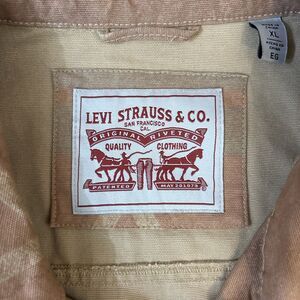 LEVI STRAUSS & CO.
SAN FRANCISCO
CAL.
ORIGINAL RIVETED
QUALITY CLOTHING
PATENTED MAY 20 1873
XL
EG